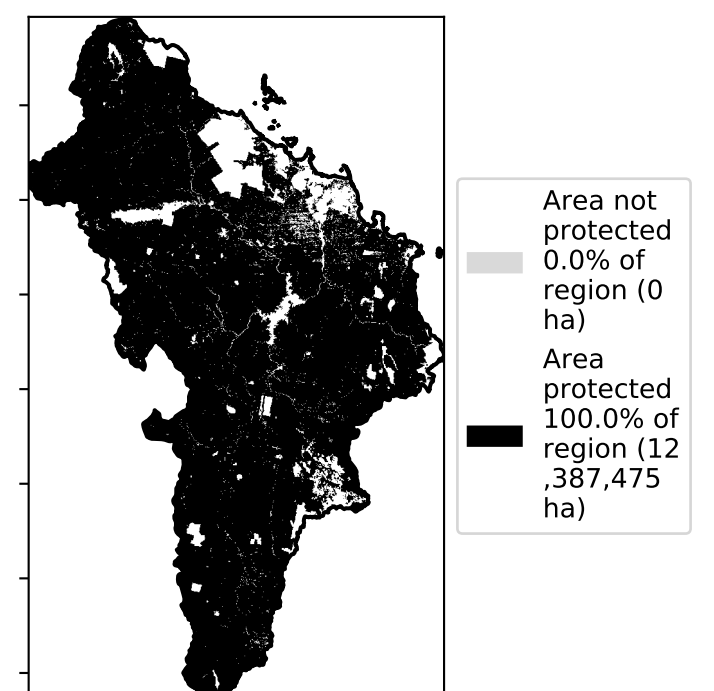 Area not
protected
0.0% of
region (0
ha)
Area
protected
100.0% of
region (12
,387,475
ha)